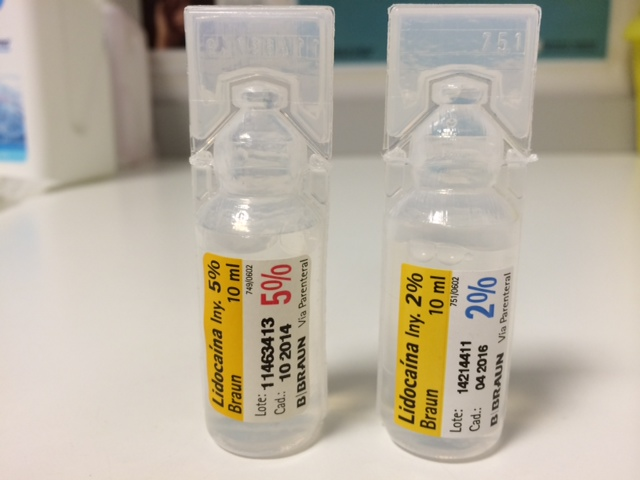 Lidocaína Iny. 5%
Braun 10 ml
749/0602
5%
Lote: 11463413
Cad.: 10 2014
B|BRAUN Via Parenteral
751
Lidocaína Iny. 2%
Braun 10 ml
751/0602
2%
Lote: 14214411
Cad.: 04 2016
B|BRAUN Via Parenteral